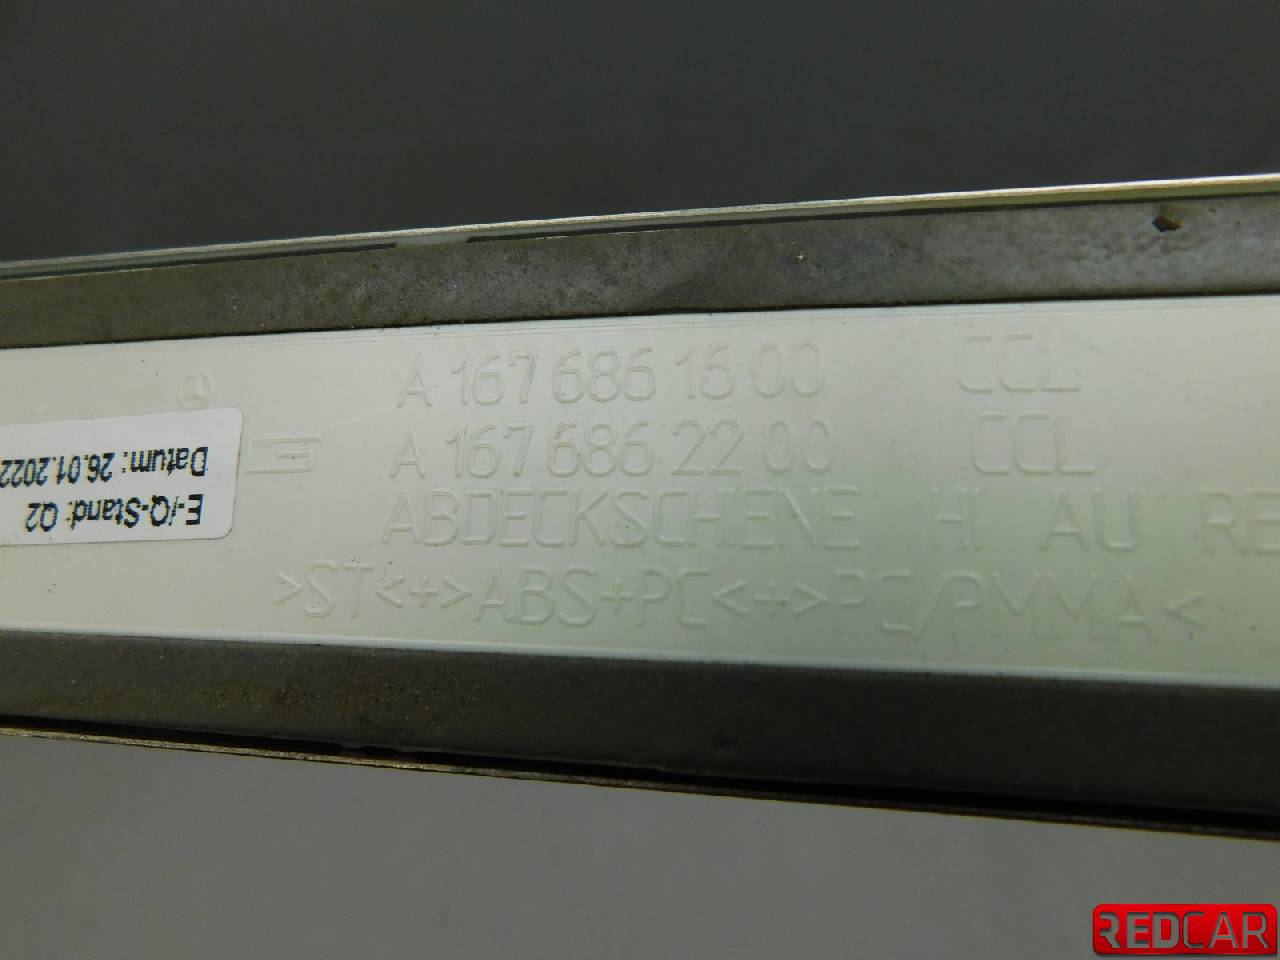 A 167 686 16 00 CCL
A 167 686 22 00 CCL
ABDECKSCHIENE HI AU RE
>ST<+>ABS+PC<+>PC/PMMA<
E-/Q-Stand: Q2
Datum: 26.01.2022
REDCAR